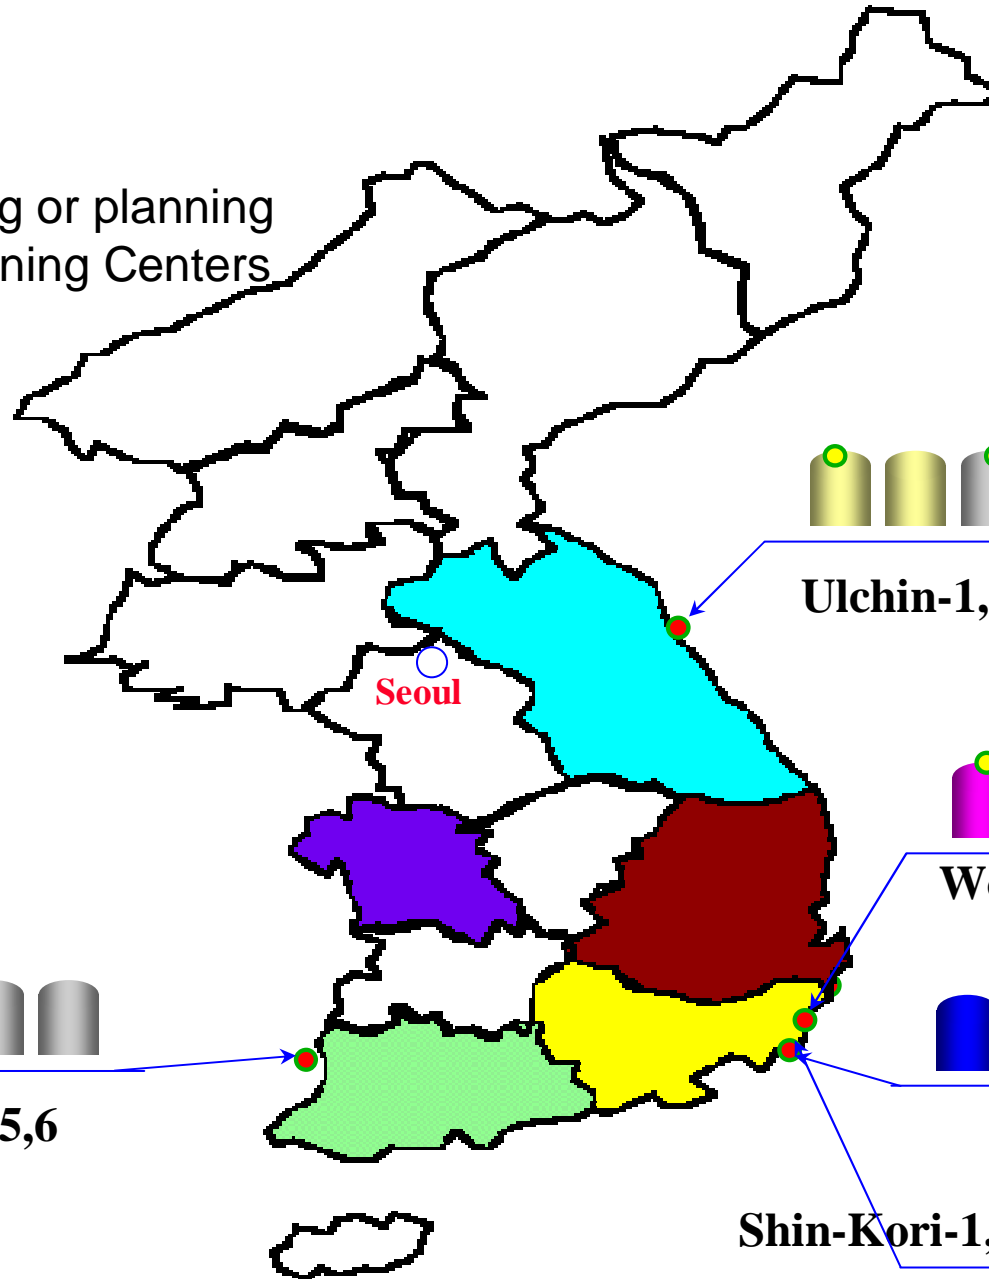 g or planning
ning Centers
Ulchin-1,
Seoul
5,6
Shin-Kori-1,